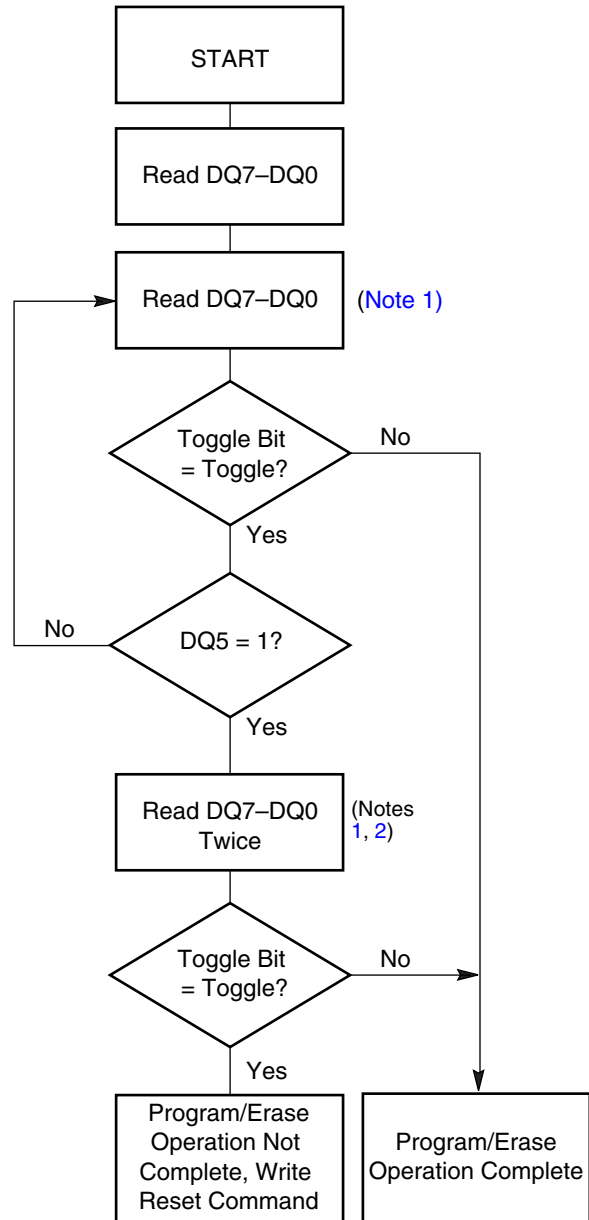 START
Read DQ7–DQ0
Read DQ7–DQ0
(Note 1)
Toggle Bit
= Toggle?
No
Yes
No
DQ5 = 1?
Yes
Read DQ7–DQ0
Twice
(Notes
1, 2)
Toggle Bit
= Toggle?
No
Yes
Program/Erase
Operation Not
Complete, Write
Reset Command
Program/Erase
Operation Complete